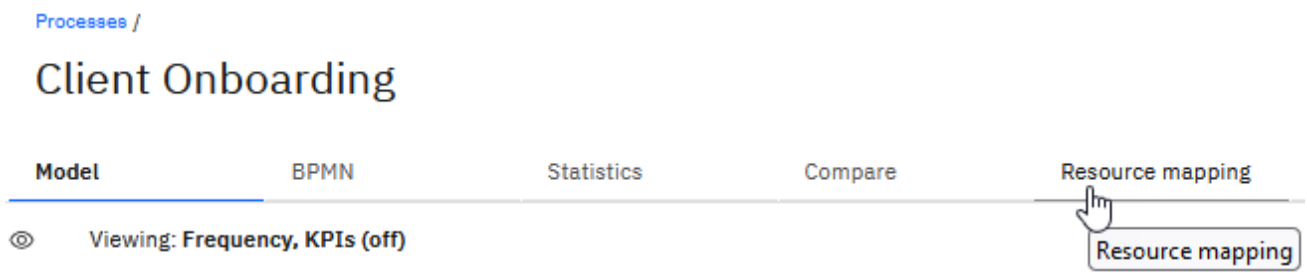 Processes /
Client Onboarding
Model BPMN Statistics Compare Resource mapping
Viewing: Frequency, KPIs (off)
Resource mapping